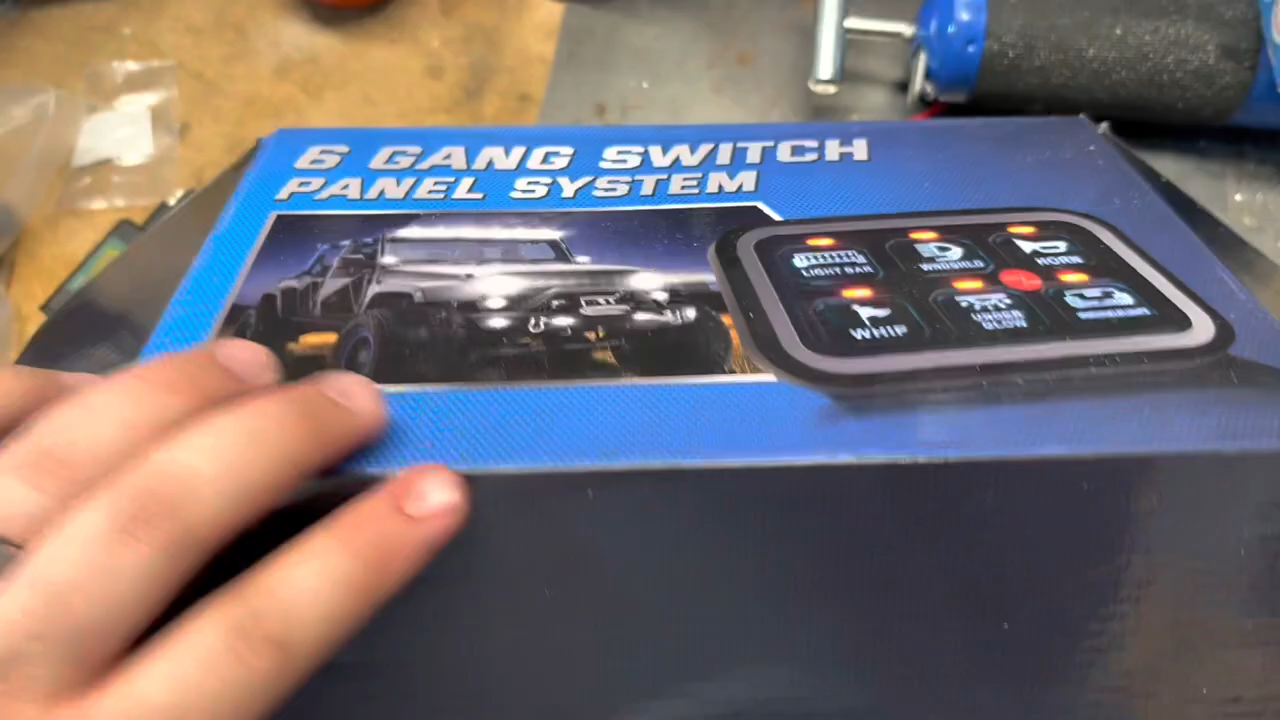 6 GANG SWITCH
PANEL SYSTEM
LIGHT BAR
WINDSHILD
HORN
WHIP
UNDER
GLOW